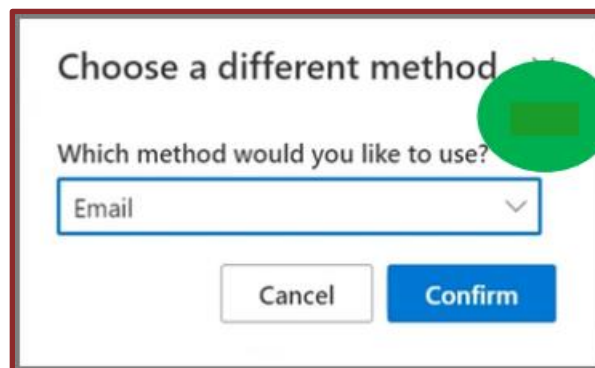 Choose a different method
Which method would you like to use?
Email
Cancel
Confirm